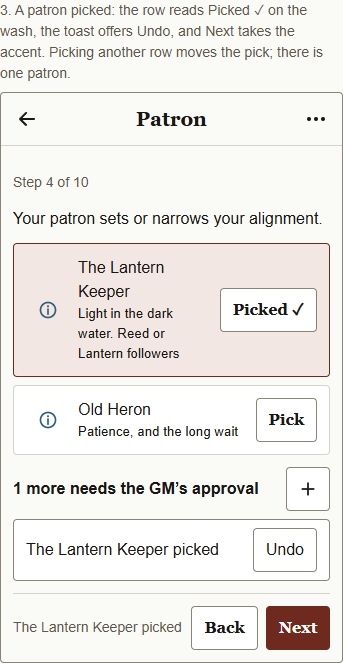 3. A patron picked: the row reads Picked ✓ on the
wash, the toast offers Undo, and Next takes the
accent. Picking another row moves the pick; there is
one patron.
Patron
Step 4 of 10
Your patron sets or narrows your alignment.
The Lantern
Keeper
Light in the dark
water. Reed or
Lantern followers
Picked ✓
Old Heron
Patience, and the long wait
Pick
1 more needs the GM’s approval
+
The Lantern Keeper picked
Undo
The Lantern Keeper picked
Back
Next